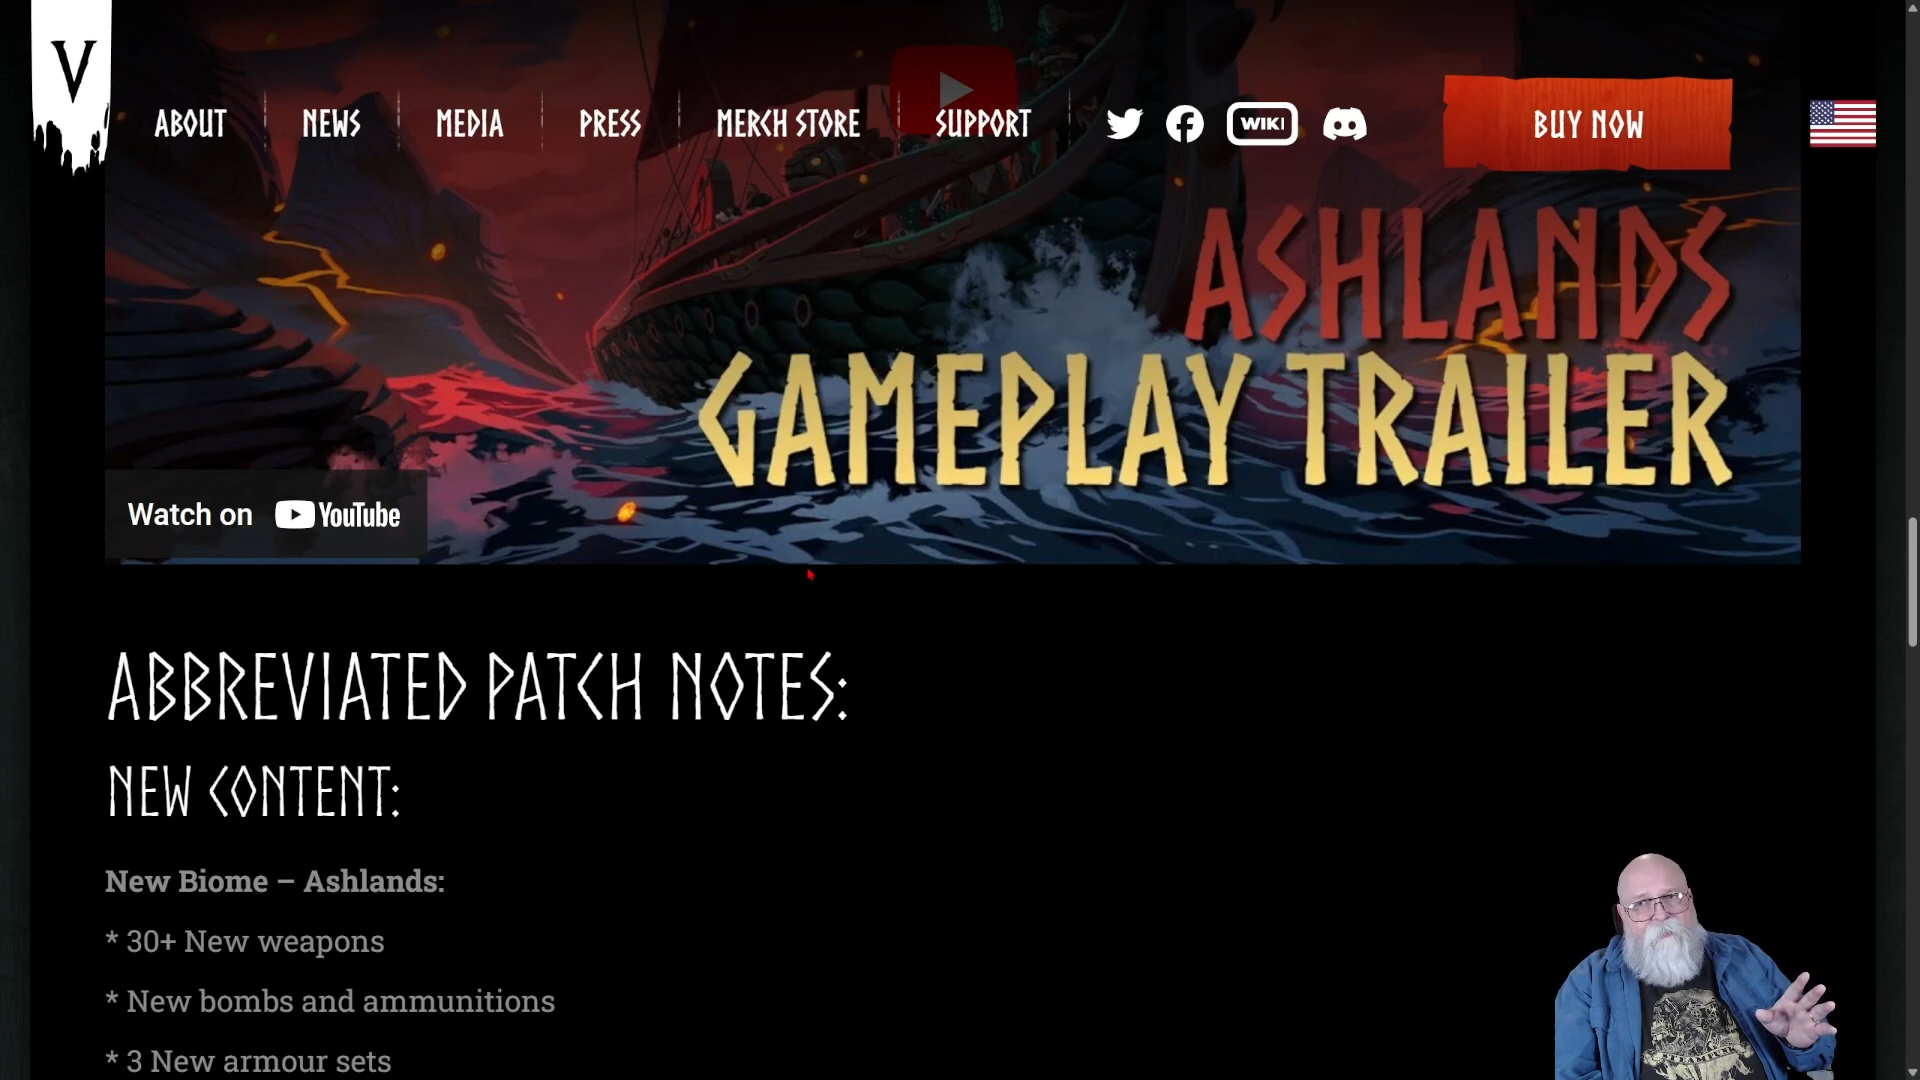 V
ABOUT
NEWS
MEDIA
PRESS
MERCH STORE
SUPPORT
WIKI
BUY NOW
ASHLANDS
GAMEPLAY TRAILER
Watch on YouTube
ABBREVIATED PATCH NOTES:
NEW CONTENT:
New Biome – Ashlands:
* 30+ New weapons
* New bombs and ammunitions
* 3 New armour sets
STEAMPUNK